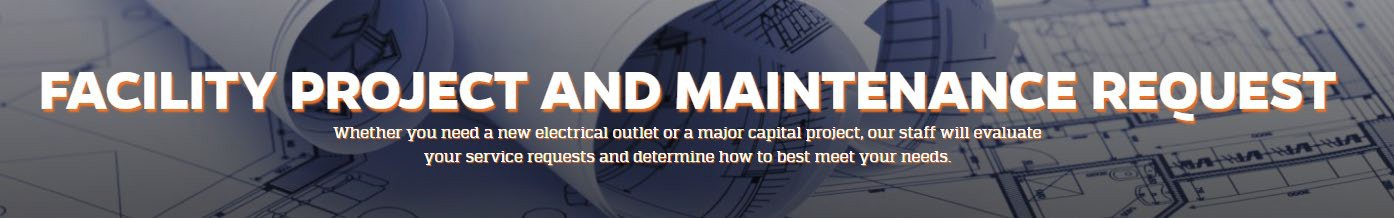 FACILITY PROJECT AND MAINTENANCE REQUEST
Whether you need a new electrical outlet or a major capital project, our staff will evaluate
your service requests and determine how to best meet your needs.